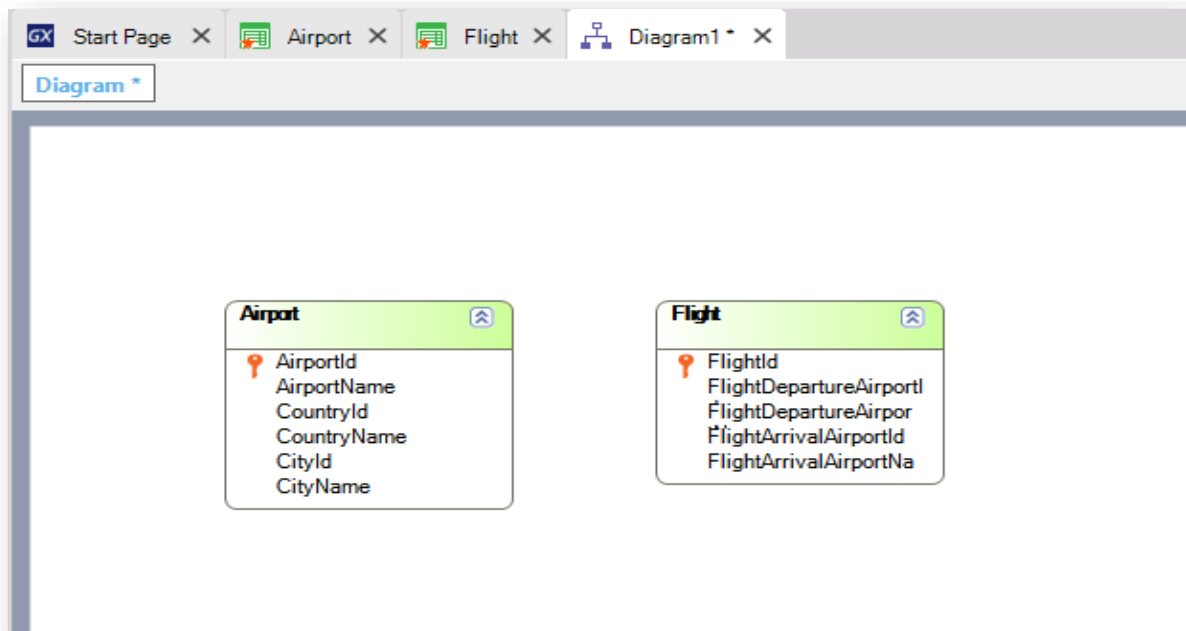 GX Start Page Airport Flight Diagram1 *
Diagram *
Airport
AirportId
AirportName
CountryId
CountryName
CityId
CityName
Flight
FlightId
FlightDepartureAirportI
FlightDepartureAirpor
FlightArrivalAirportId
FlightArrivalAirportNa